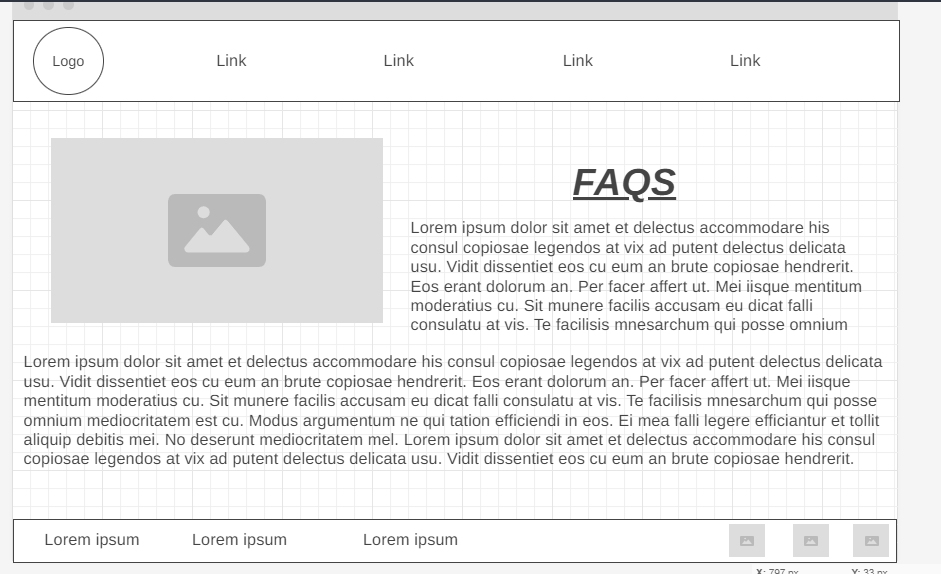 Logo Link Link Link Link
FAQS
Lorem ipsum dolor sit amet et delectus accommodare his
consul copiosae legendos at vix ad putent delectus delicata
usu. Vidit dissentiet eos cu eum an brute copiosae hendrerit.
Eos erant dolorum an. Per facer affert ut. Mei iisque mentitum
moderatius cu. Sit munere facilis accusam eu dicat falli
consulatu at vis. Te facilisis mnesarchum qui posse omnium
Lorem ipsum dolor sit amet et delectus accommodare his consul copiosae legendos at vix ad putent delectus delicata
usu. Vidit dissentiet eos cu eum an brute copiosae hendrerit. Eos erant dolorum an. Per facer affert ut. Mei iisque
mentitum moderatius cu. Sit munere facilis accusam eu dicat falli consulatu at vis. Te facilisis mnesarchum qui posse
omnium mediocritatem est cu. Modus argumentum ne qui tation efficiendi in eos. Ei mea falli legere efficiantur et tollit
aliquip debitis mei. No deserunt mediocritatem mel. Lorem ipsum dolor sit amet et delectus accommodare his consul
copiosae legendos at vix ad putent delectus delicata usu. Vidit dissentiet eos cu eum an brute copiosae hendrerit.
Lorem ipsum Lorem ipsum Lorem ipsum
X: 797 px Y: 33 px